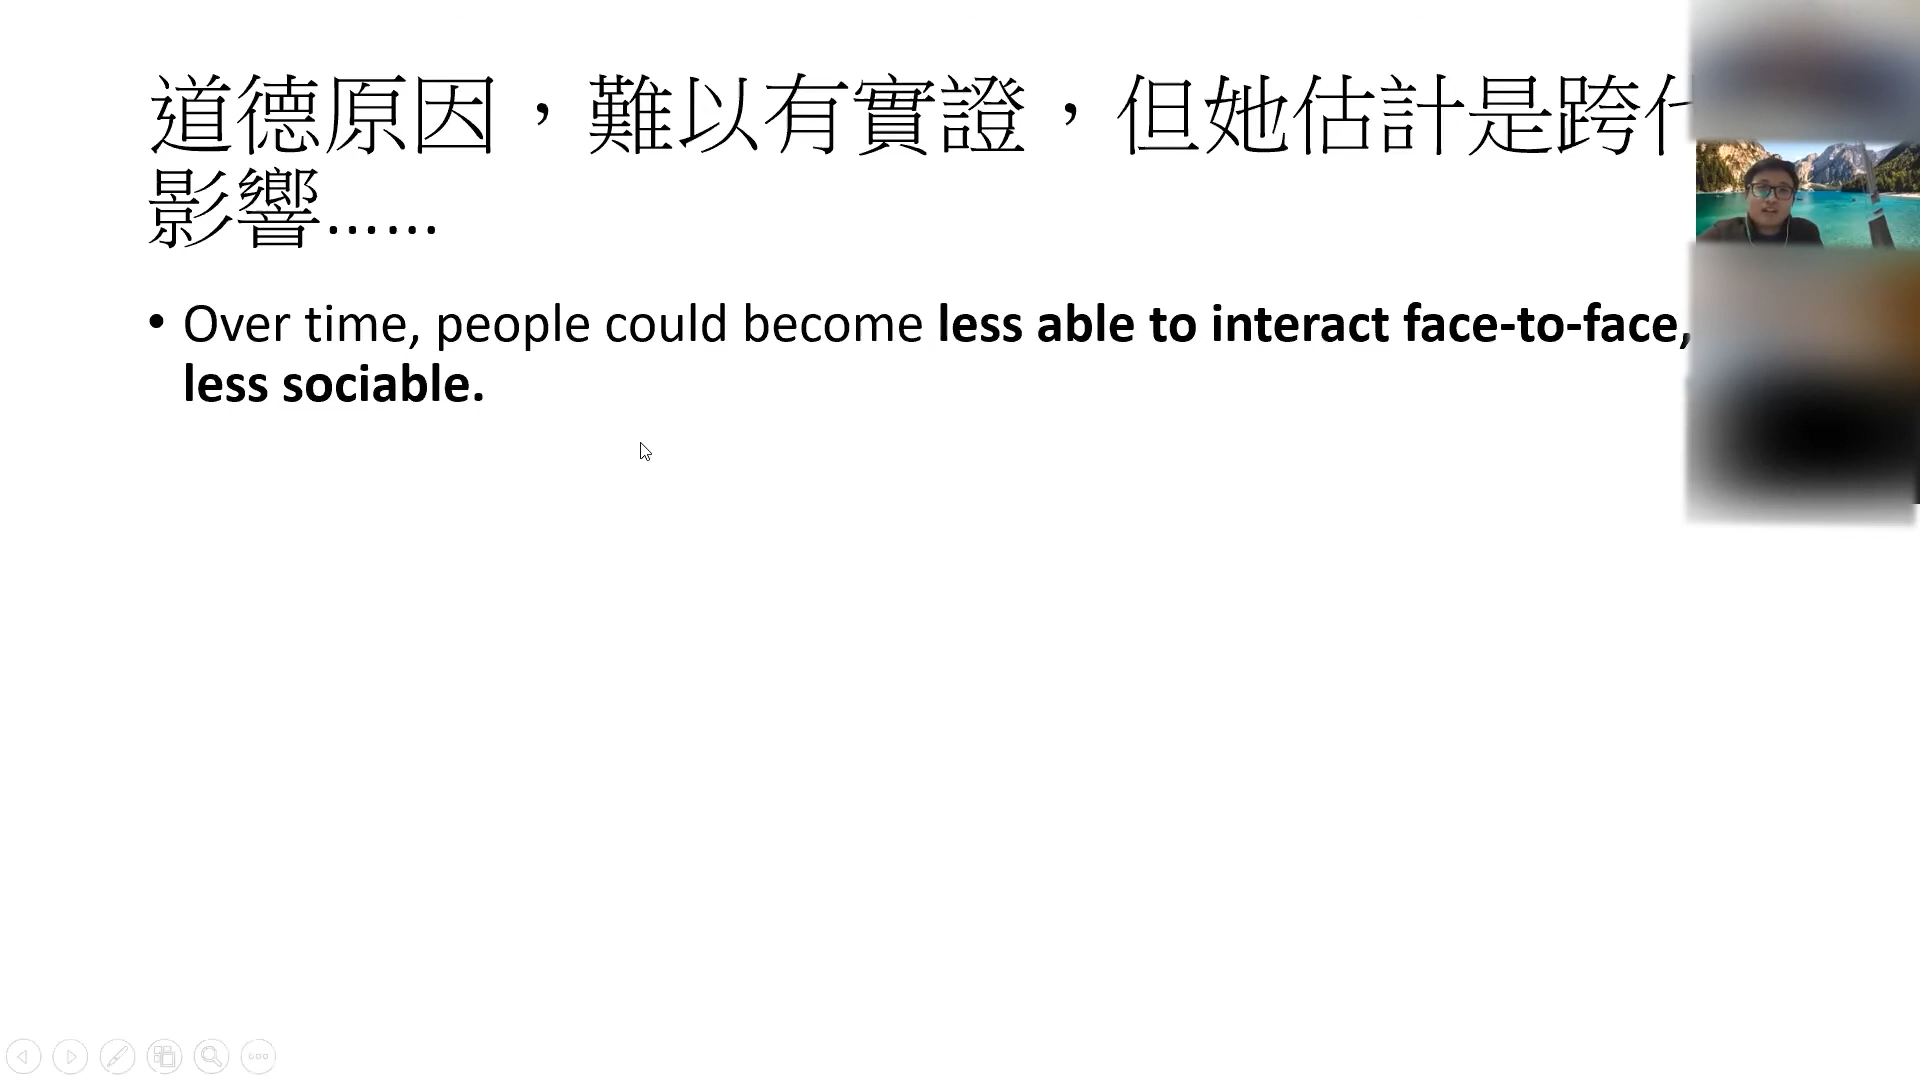 道德原因，難以有實證，但她估計是跨代
影響……
• Over time, people could become less able to interact face-to-face,
less sociable.